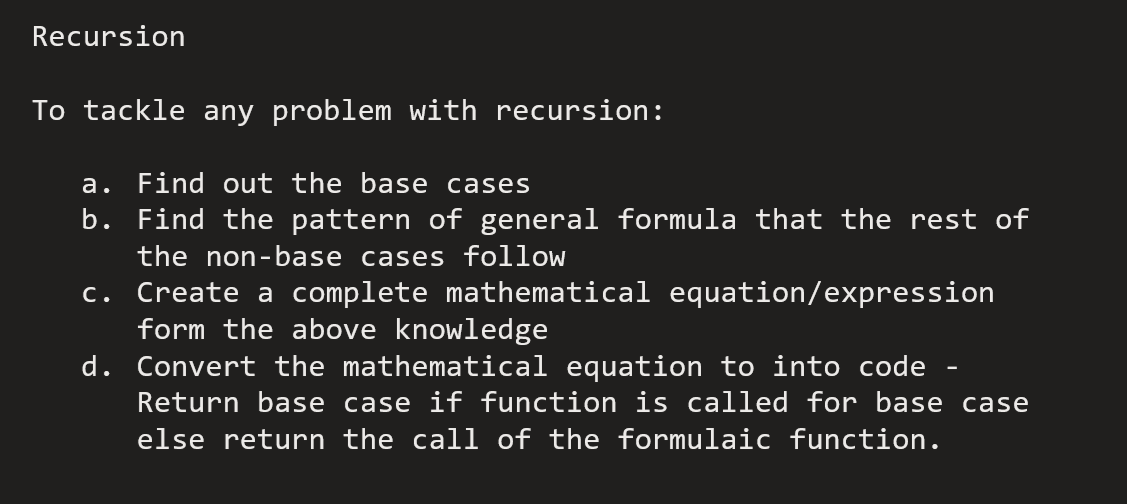 Recursion
To tackle any problem with recursion:
a. Find out the base cases
b. Find the pattern of general formula that the rest of
the non-base cases follow
c. Create a complete mathematical equation/expression
form the above knowledge
d. Convert the mathematical equation to into code -
Return base case if function is called for base case
else return the call of the formulaic function.